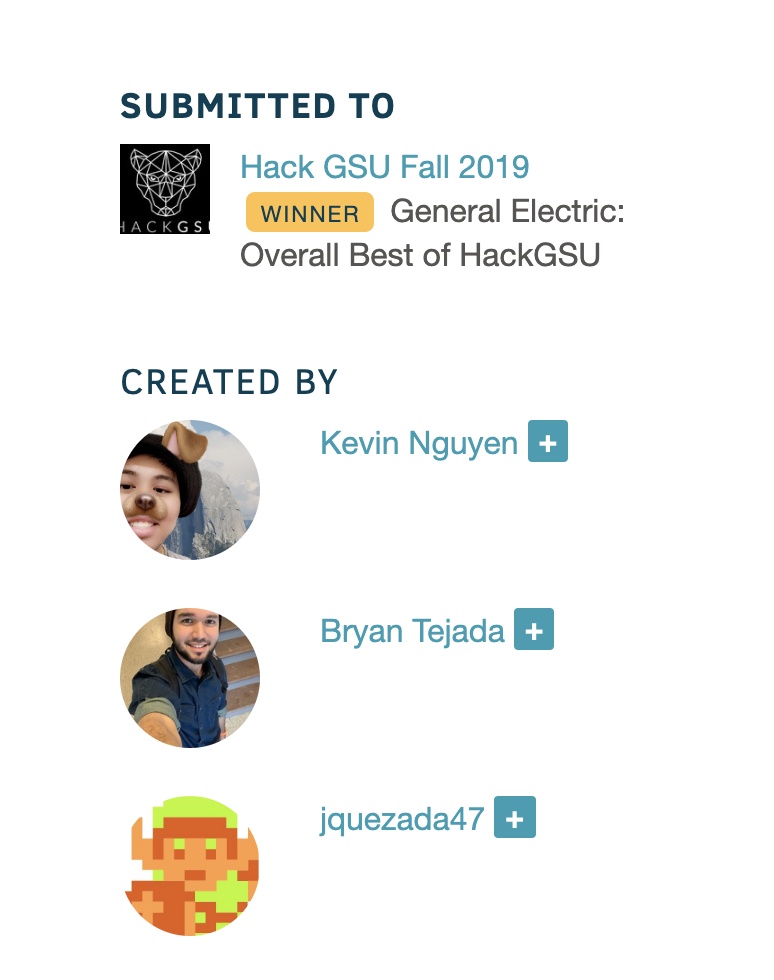 SUBMITTED TO
HACKGS
Hack GSU Fall 2019
WINNER General Electric:
Overall Best of HackGSU
CREATED BY
Kevin Nguyen +
Bryan Tejada +
jquezada47 +